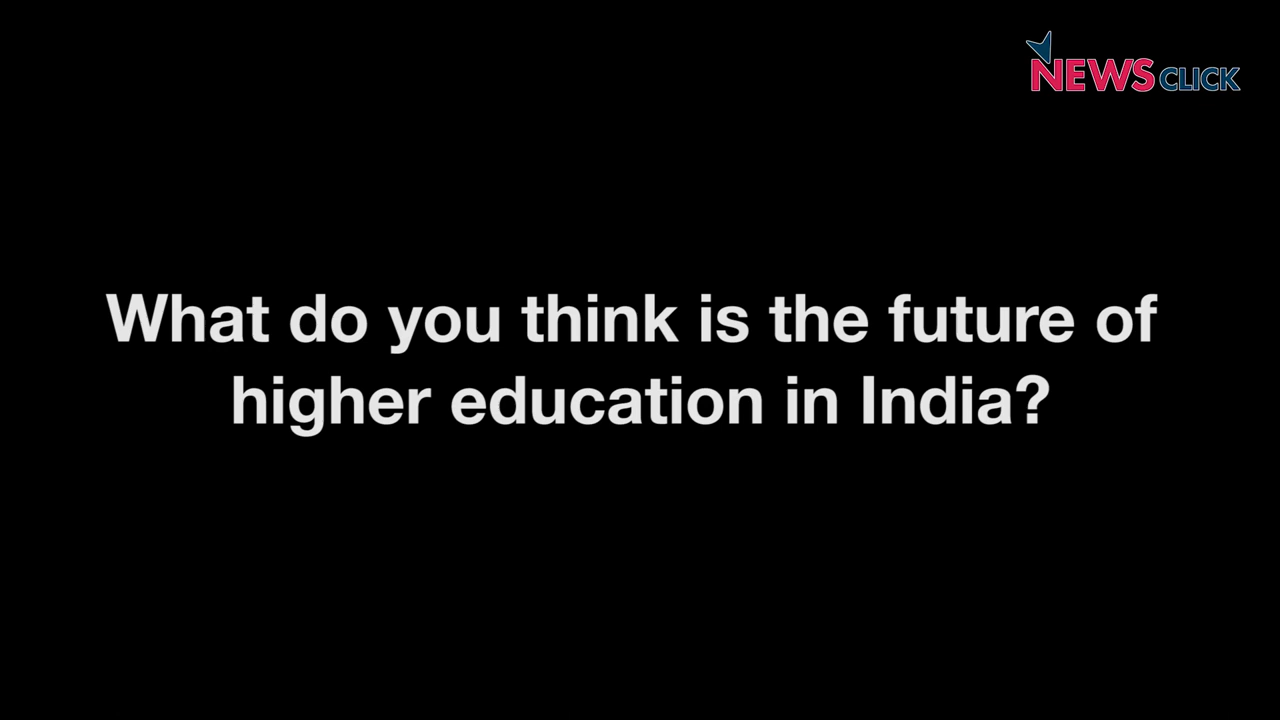 NEWSCLICK
What do you think is the future of
higher education in India?